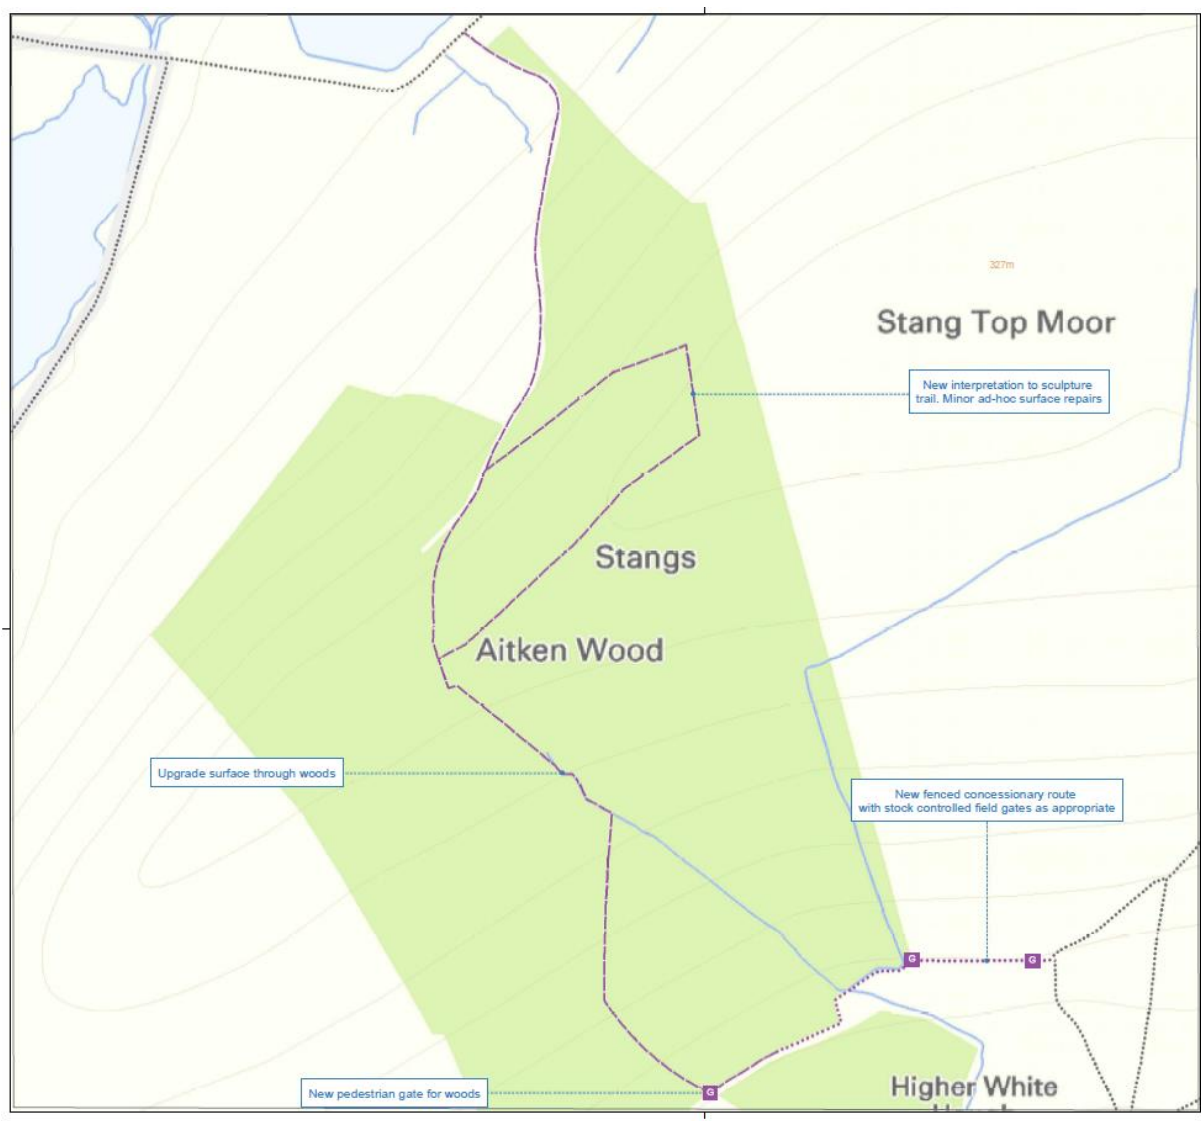 327m
Stang Top Moor
New interpretation to sculpture
trail. Minor ad-hoc surface repairs
Stangs
Aitken Wood
Upgrade surface through woods
New fenced concessionary route
with stock controlled field gates as appropriate
G
G
Higher White
New pedestrian gate for woods
G